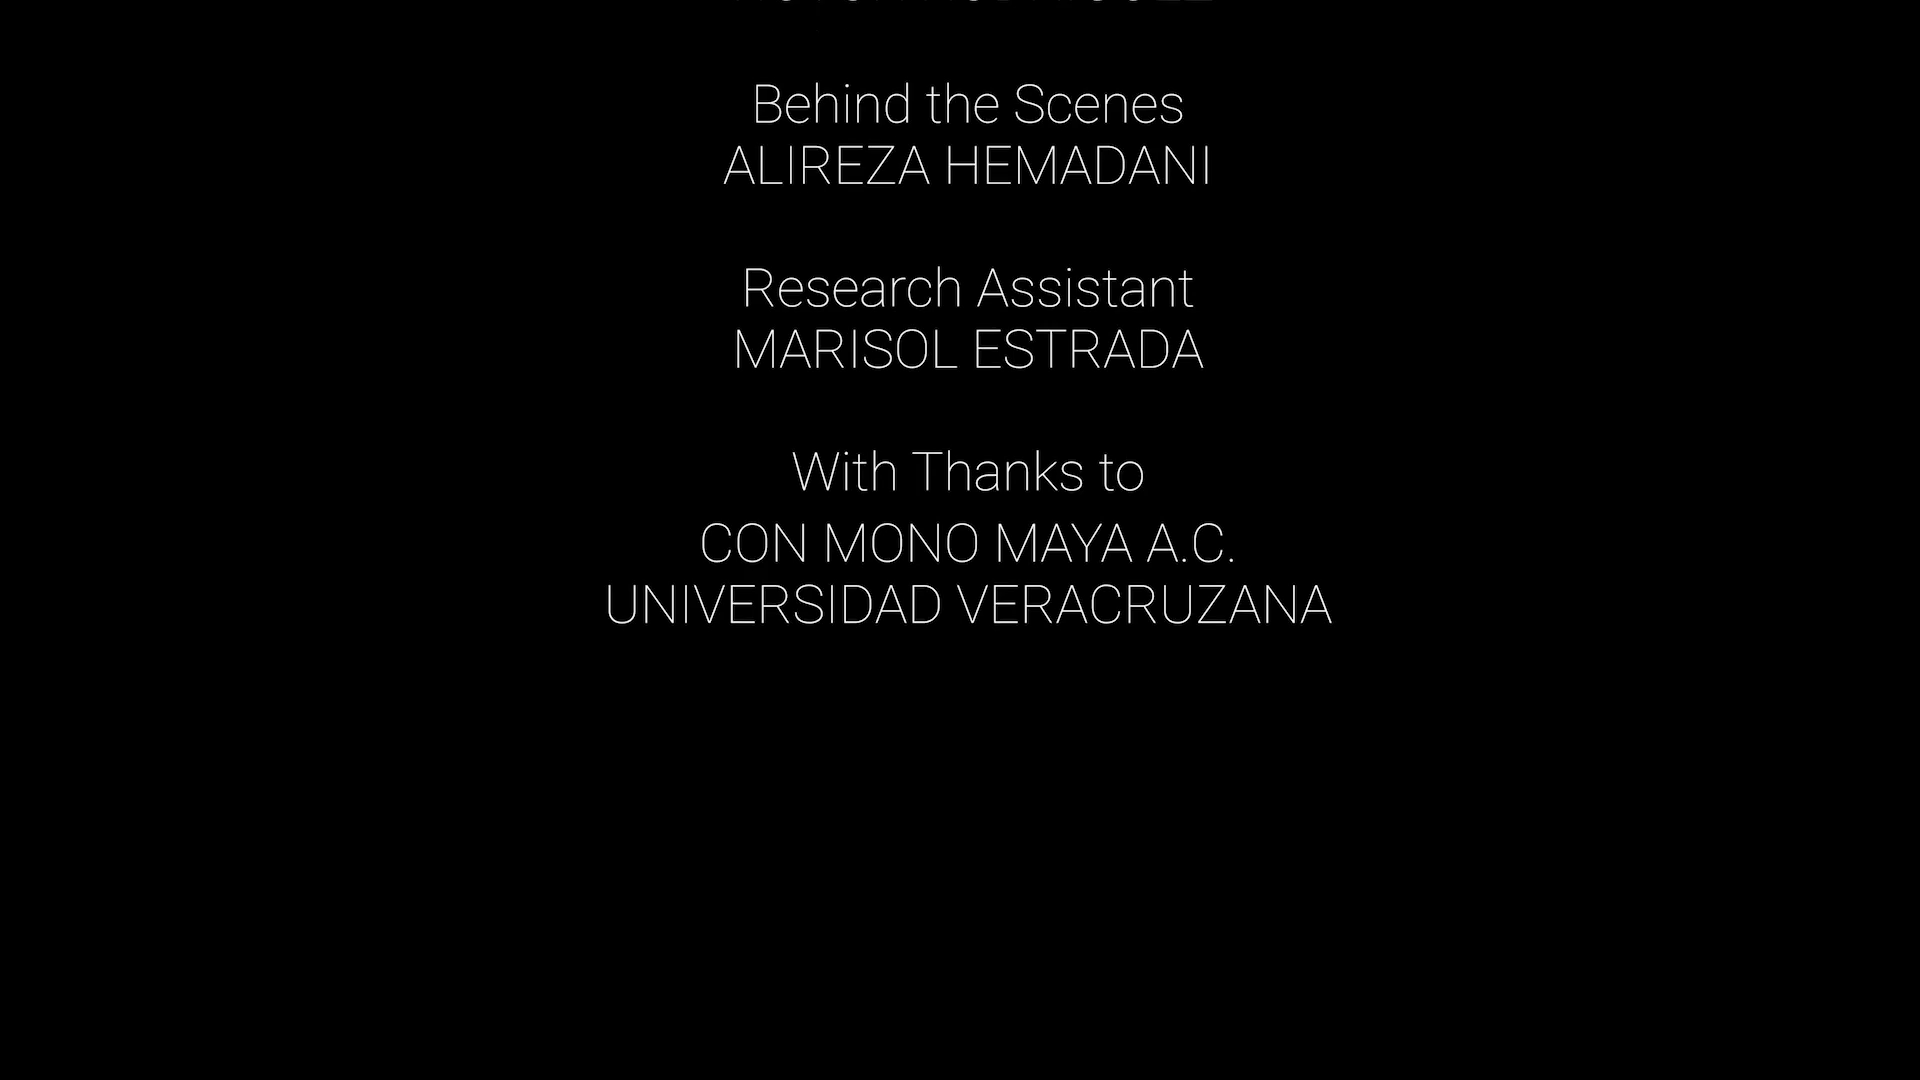 Behind the Scenes
ALIREZA HEMADANI
Research Assistant
MARISOL ESTRADA
With Thanks to
CON MONO MAYA A.C.
UNIVERSIDAD VERACRUZANA